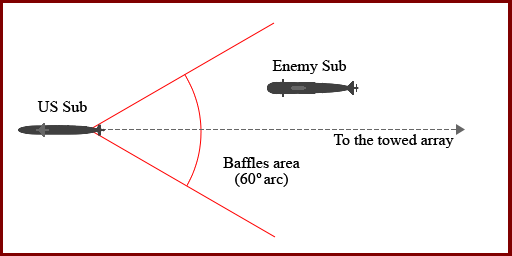 Enemy Sub
US Sub
To the towed array
Baffles area
(60° arc)